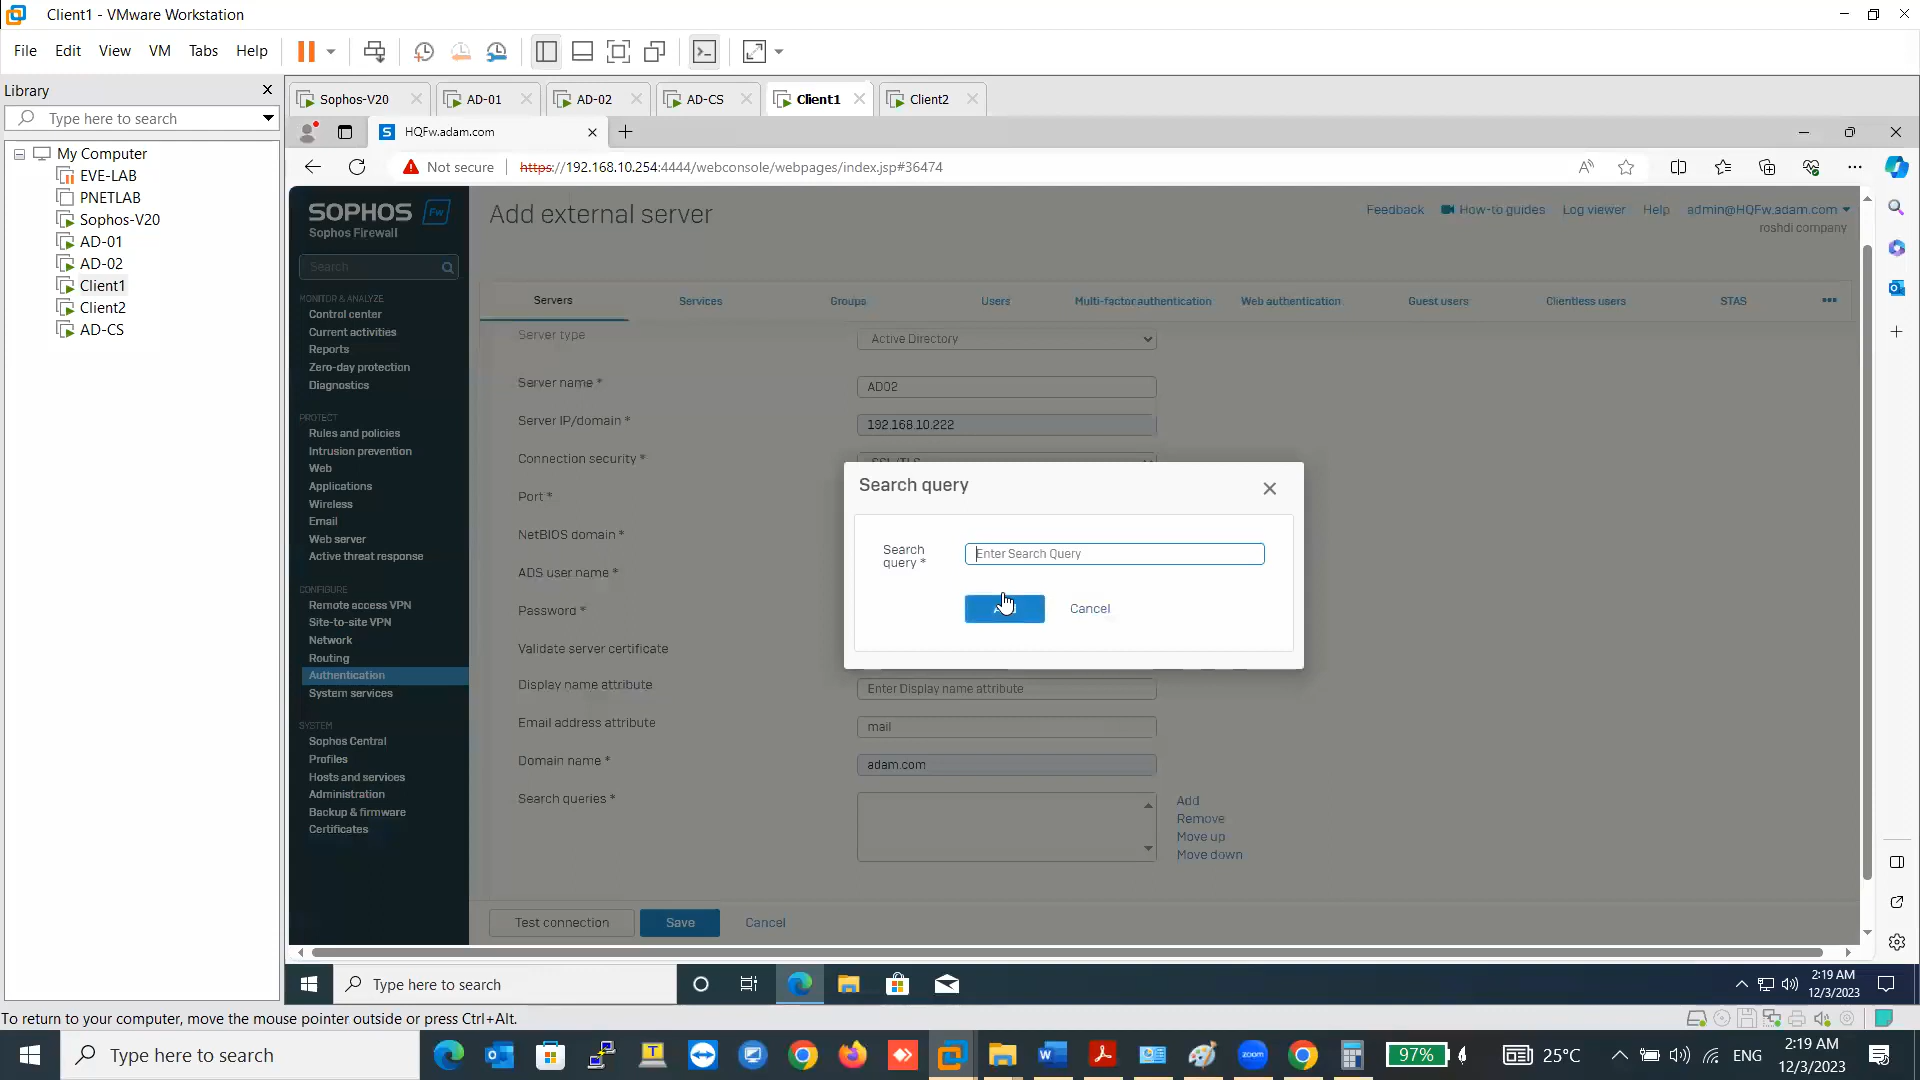 Client1 - VMware Workstation
File Edit View VM Tabs Help
Library
Type here to search
My Computer
EVE-LAB
PNETLAB
Sophos-V20
AD-01
AD-02
Client1
Client2
AD-CS
Sophos-V20 AD-01 AD-02 AD-CS Client1 Client2
HQFw.adam.com
Not secure https://192.168.10.254:4444/webconsole/webpages/index.jsp#36474
SOPHOS Fw
Sophos Firewall
Search
MONITOR & ANALYZE
Control center
Current activities
Reports
Zero-day protection
Diagnostics
PROTECT
Rules and policies
Intrusion prevention
Web
Applications
Wireless
Email
Web server
Active threat response
CONFIGURE
Remote access VPN
Site-to-site VPN
Network
Routing
Authentication
System services
SYSTEM
Sophos Central
Profiles
Hosts and services
Administration
Backup & firmware
Certificates
Add external server
Feedback How-to guides Log viewer Help admin@HQFw.adam.com
roshdi company
Servers Services Groups Users Multi-factor authentication Web authentication Guest users Clientless users STAS
Server type Active Directory
Server name * AD02
Server IP/domain * 192.168.10.222
Connection security * SSL/TLS
Port *
NetBIOS domain *
ADS user name *
Password *
Validate server certificate
Display name attribute Enter Display name attribute
Email address attribute mail
Domain name * adam.com
Search queries *
Add
Remove
Move up
Move down
Test connection Save Cancel
Search query
Search query * Enter Search Query
Cancel
Type here to search
2:19 AM
12/3/2023
To return to your computer, move the mouse pointer outside or press Ctrl+Alt.
Type here to search
zoom
97%
25°C
ENG
2:19 AM
12/3/2023